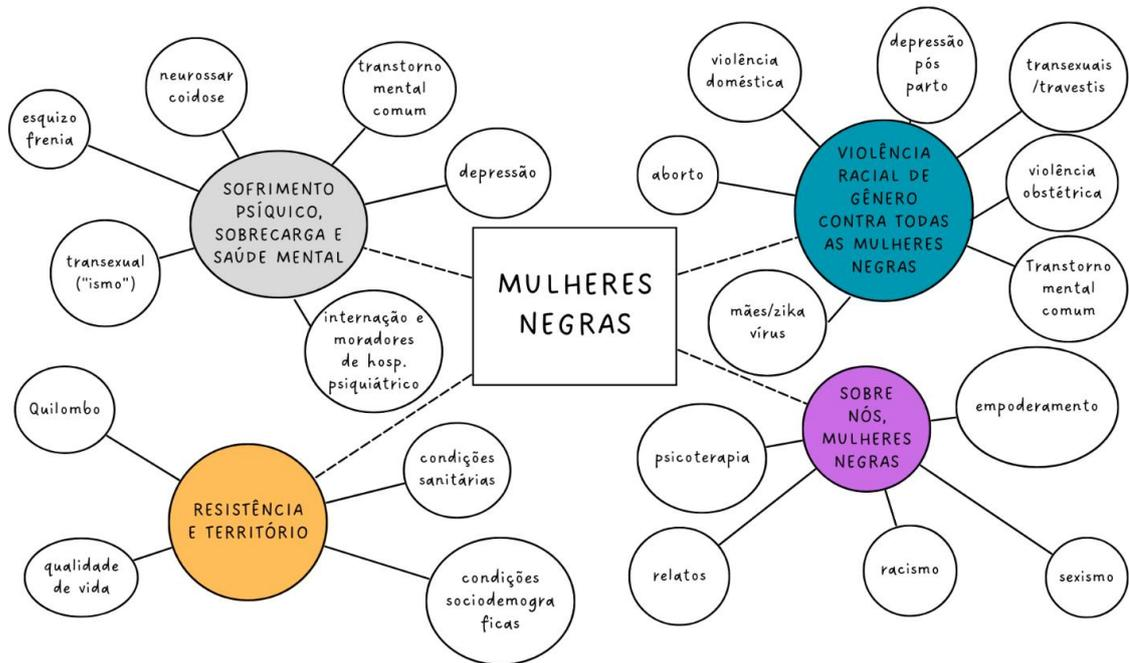 esquizo
frenia
neurossar
coidose
transtorno
mental
comum
depressão
SOFRIMENTO
PSÍQUICO,
SOBRECARGA E
SAÚDE MENTAL
transexual
("ismo")
internação e
moradores
de hosp.
psiquiátrico
MULHERES
NEGRAS
violência
doméstica
depressão
pós
parto
transexuais
/travestis
aborto
VIOLÊNCIA
RACIAL DE
GÊNERO
CONTRA TODAS
AS MULHERES
NEGRAS
violência
obstétrica
Transtorno
mental
comum
mães/zika
vírus
Quilombo
RESISTÊNCIA
E TERRITÓRIO
condições
sanitárias
qualidade
de vida
condições
sociodemogra
ficas
SOBRE
NÓS,
MULHERES
NEGRAS
empoderamento
psicoterapia
relatos
racismo
sexismo